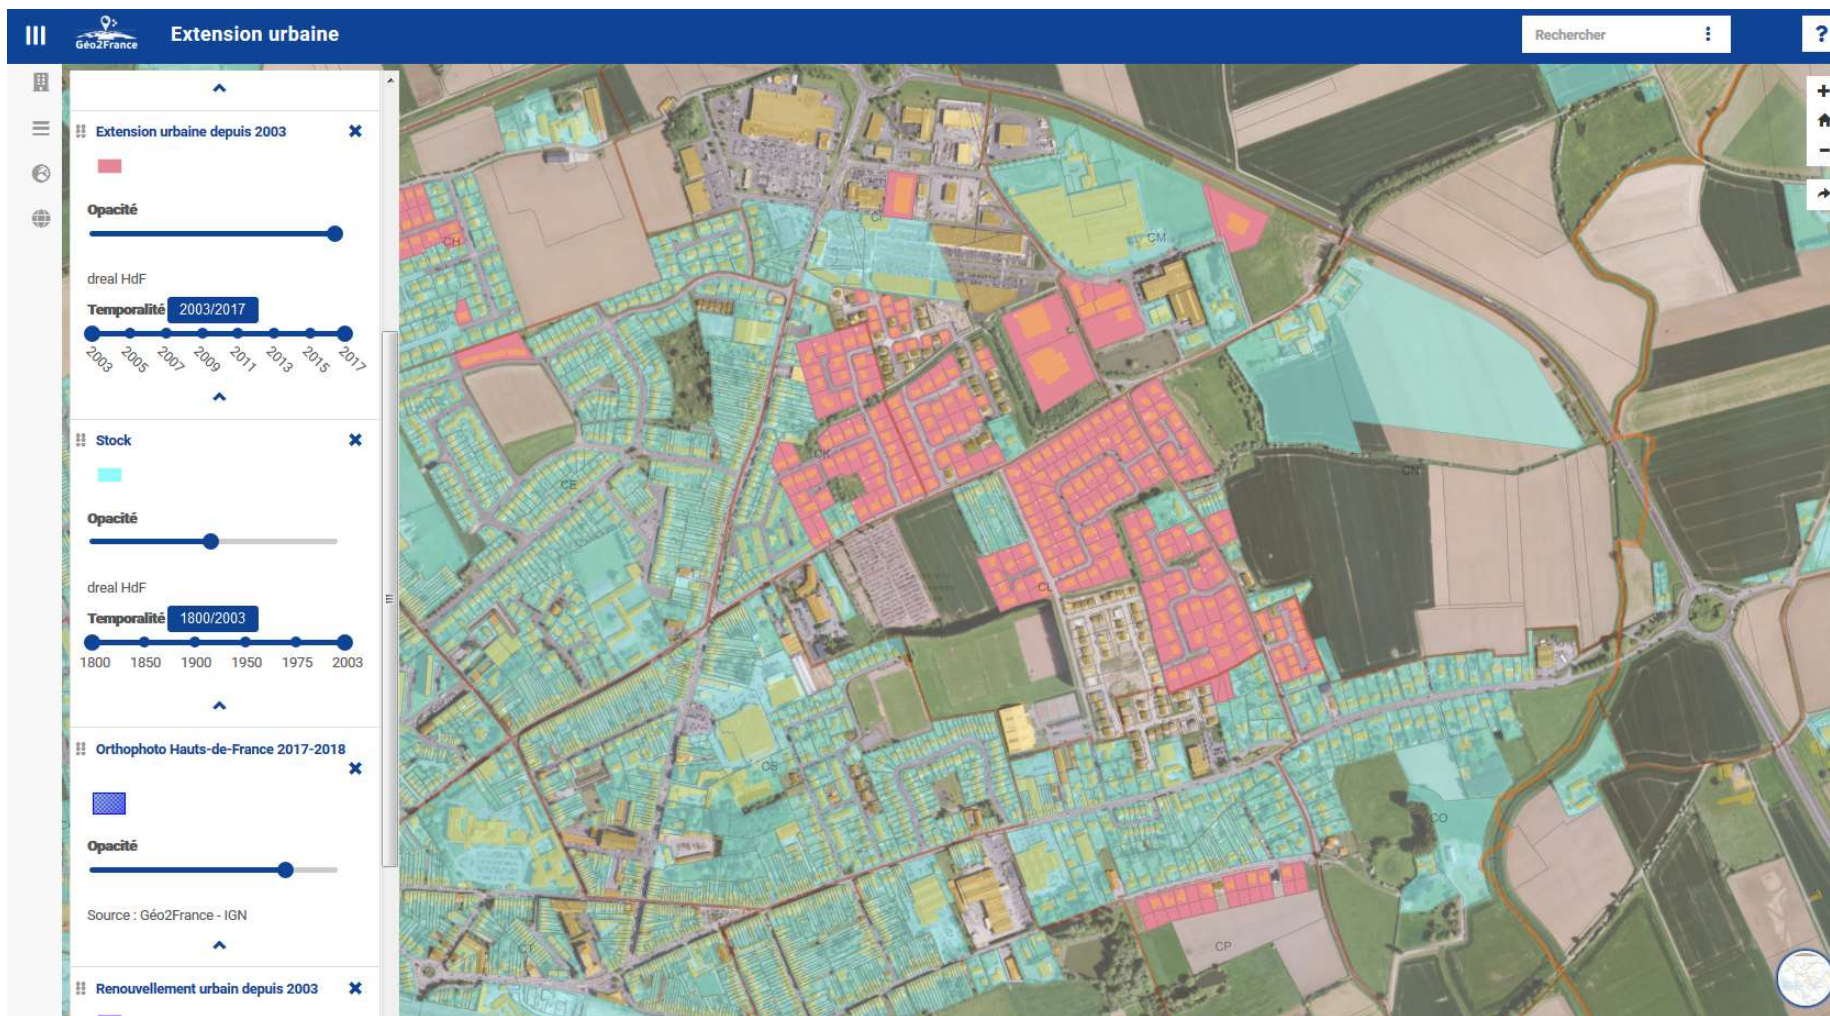 Géo2France
Extension urbaine
Rechercher
?
Extension urbaine depuis 2003
Opacité
dreal HdF
Temporalité 2003/2017
2003 2005 2007 2009 2011 2013 2015 2017
Stock
Opacité
dreal HdF
Temporalité 1800/2003
1800 1850 1900 1950 1975 2003
Orthophoto Hauts-de-France 2017-2018
Opacité
Source : Géo2France - IGN
Renouvellement urbain depuis 2003
CH
CI
CM
CK
CE
CN
CL
CS
CO
CT
CP